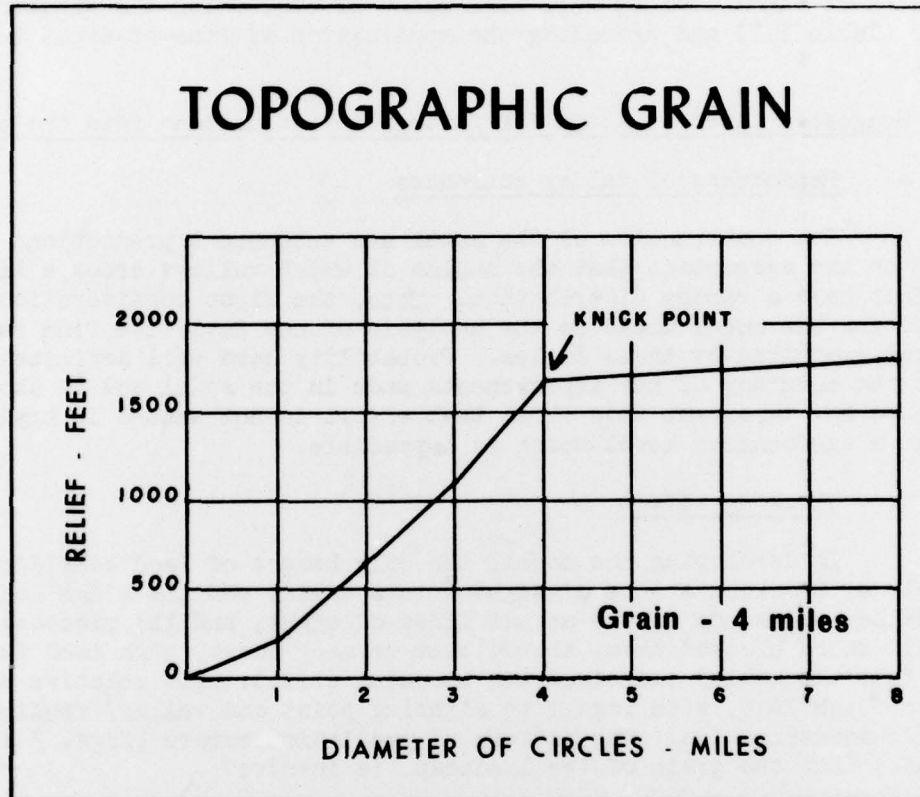 TOPOGRAPHIC GRAIN
2000
KNICK POINT
1500
1000
500
0
RELIEF - FEET
Grain - 4 miles
1 2 3 4 5 6 7 8
DIAMETER OF CIRCLES - MILES